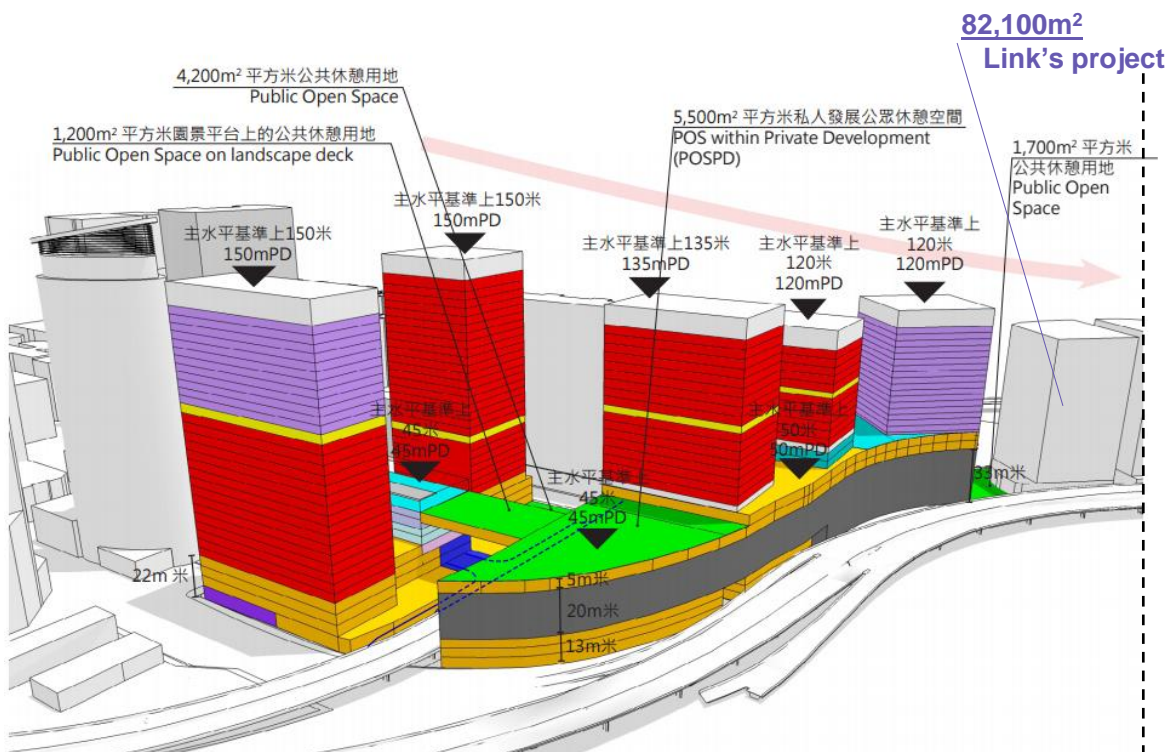 82,100m²
Link's project
4,200m² 平方米公共休憩用地
Public Open Space
1,200m² 平方米園景平台上的公共休憩用地
Public Open Space on landscape deck
5,500m² 平方米私人發展公眾休憩空間
POS within Private Development
(POSPD)
1,700m² 平方米
公共休憩用地
Public Open
Space
主水平基準上150米
150mPD
主水平基準上150米
150mPD
主水平基準上135米
135mPD
主水平基準上
120米
120mPD
主水平基準上
120米
120mPD
主水平基準上
45米
45mPD
主水平基準上
50米
50mPD
主水平基準上
45米
45mPD
33m米
22m 米
5m米
20m米
13m米